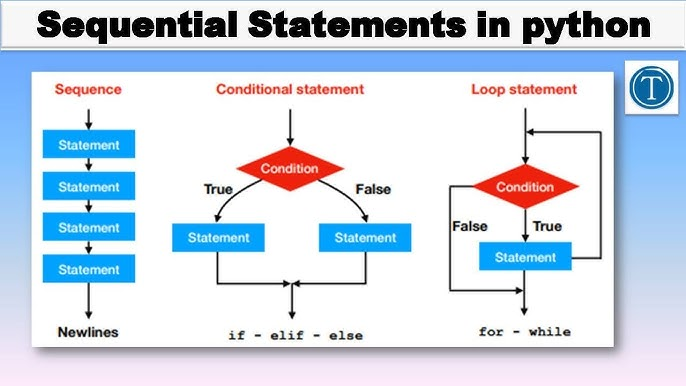 Sequential Statements in python
T
Sequence
Statement
Statement
Statement
Statement
Newlines
Conditional statement
Condition
True
False
Statement
Statement
if - elif - else
Loop statement
Condition
False
True
Statement
for - while